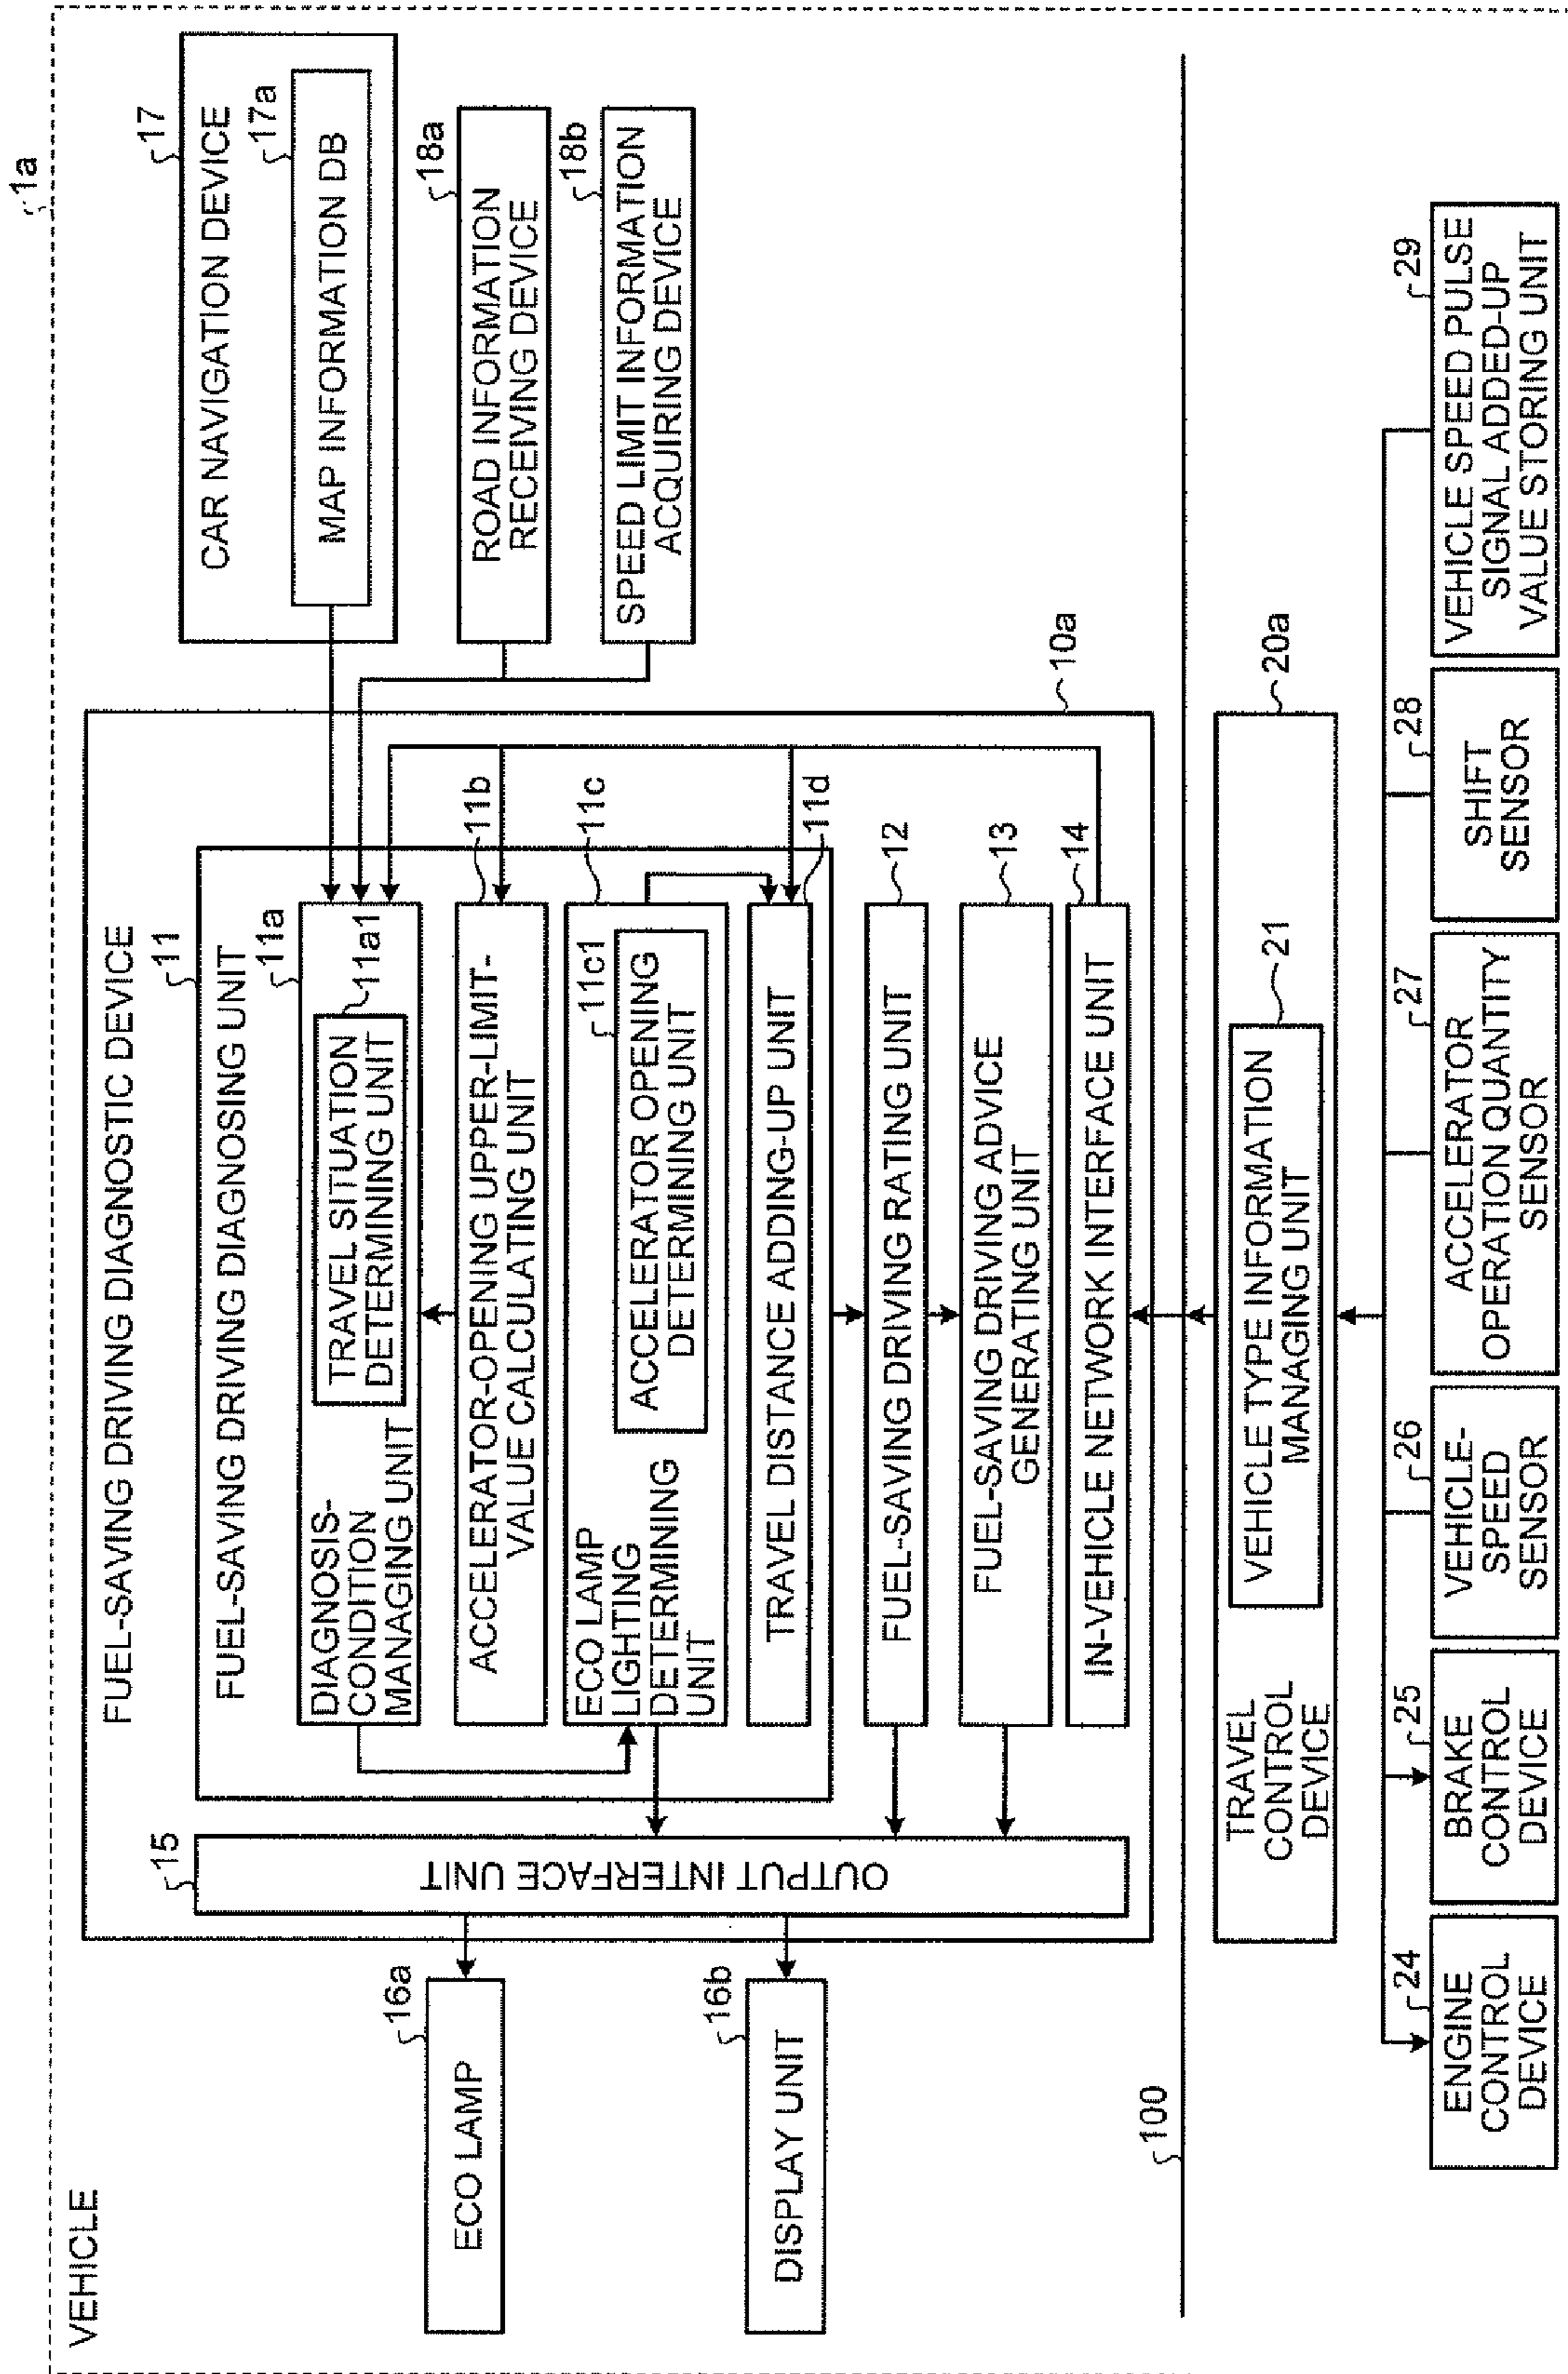 1a
VEHICLE
FUEL-SAVING DRIVING DIAGNOSTIC DEVICE
11
FUEL-SAVING DRIVING DIAGNOSING UNIT
11a
DIAGNOSIS-
CONDITION
MANAGING UNIT
TRAVEL SITUATION
DETERMINING UNIT
11a1
ACCELERATOR-OPENING UPPER-LIMIT-
VALUE CALCULATING UNIT
11b
ECO LAMP
LIGHTING
DETERMINING
UNIT
11c1
ACCELERATOR OPENING
DETERMINING UNIT
11c
TRAVEL DISTANCE ADDING-UP UNIT
11d
FUEL-SAVING DRIVING RATING UNIT
12
FUEL-SAVING DRIVING ADVICE
GENERATING UNIT
13
IN-VEHICLE NETWORK INTERFACE UNIT
14
15
OUTPUT INTERFACE UNIT
16a
ECO LAMP
16b
DISPLAY UNIT
17
CAR NAVIGATION DEVICE
17a
MAP INFORMATION DB
18a
ROAD INFORMATION
RECEIVING DEVICE
18b
SPEED LIMIT INFORMATION
ACQUIRING DEVICE
10a
100
20a
TRAVEL
CONTROL
DEVICE
VEHICLE TYPE INFORMATION
MANAGING UNIT
21
24
ENGINE
CONTROL
DEVICE
25
BRAKE
CONTROL
DEVICE
26
VEHICLE-
SPEED
SENSOR
27
ACCELERATOR
OPERATION QUANTITY
SENSOR
28
SHIFT
SENSOR
29
VEHICLE SPEED PULSE
SIGNAL ADDED-UP
VALUE STORING UNIT